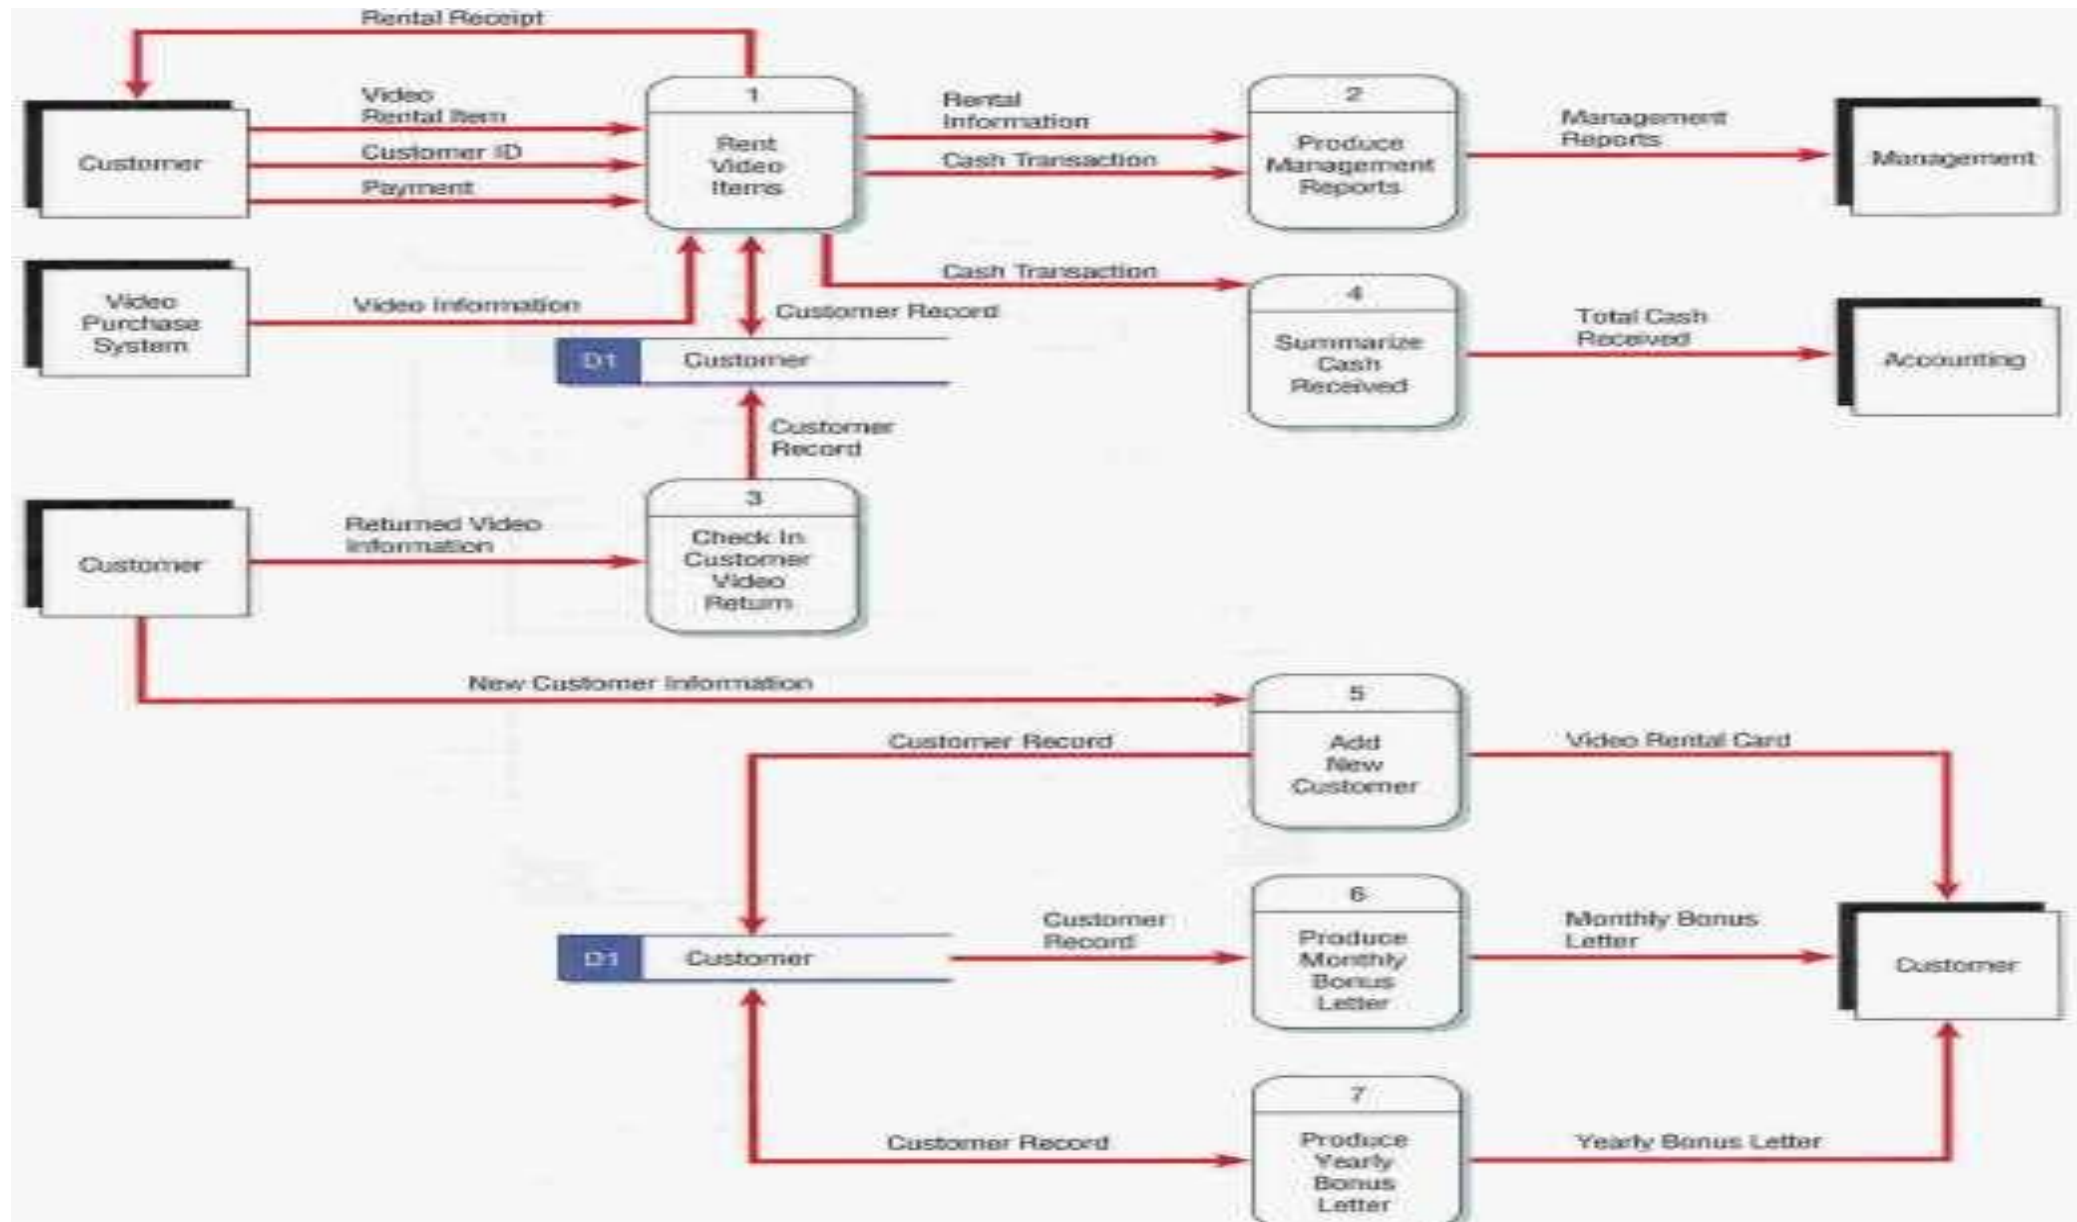 Rental Receipt
Video
Rental Item
Customer ID
Payment
Customer
1
Rent
Video
Items
Rental
Information
Cash Transaction
2
Produce
Management
Reports
Management
Reports
Management
Video
Purchase
System
Video Information
Customer Record
Cash Transaction
4
Summarize
Cash
Received
Total Cash
Received
Accounting
D1
Customer
Customer
Record
Customer
Returned Video
Information
3
Check In
Customer
Video
Return
New Customer Information
5
Add
New
Customer
Customer Record
Video Rental Card
D1
Customer
Customer
Record
6
Produce
Monthly
Bonus
Letter
Monthly Bonus
Letter
Customer
Customer Record
7
Produce
Yearly
Bonus
Letter
Yearly Bonus Letter